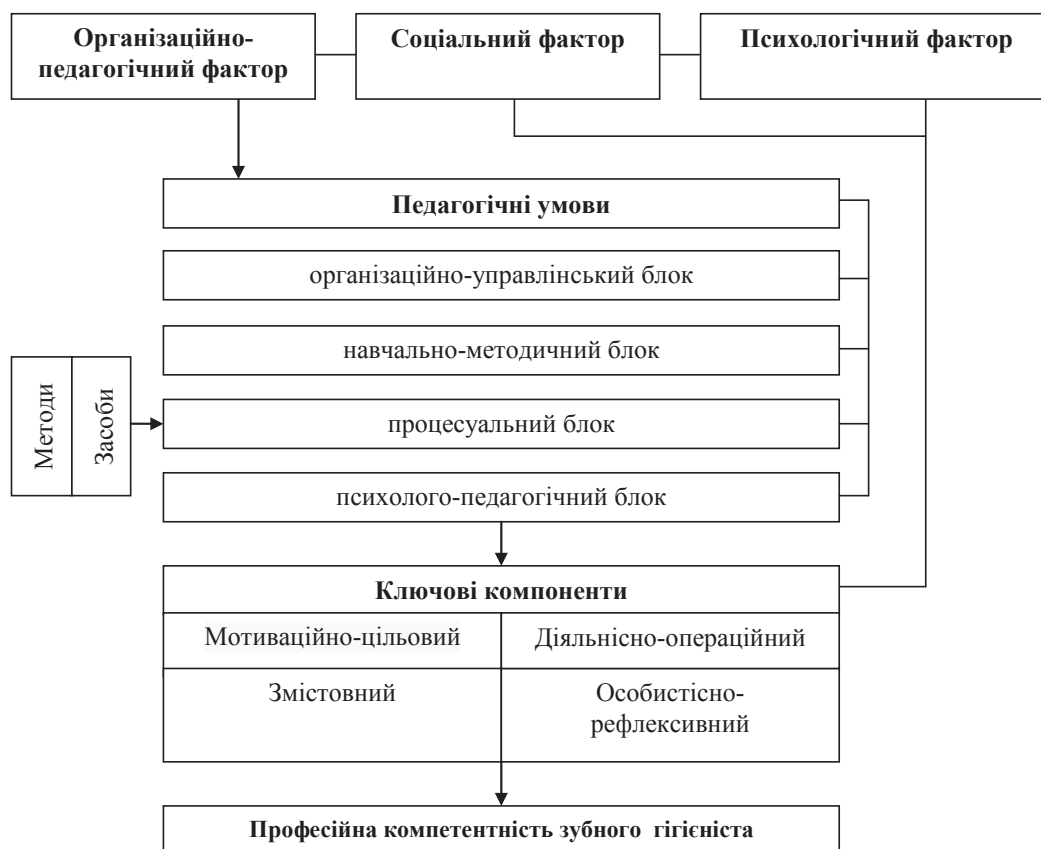 Організаційно-
педагогічний фактор
Соціальний фактор
Психологічний фактор
Педагогічні умови
організаційно-управлінський блок
навчально-методичний блок
Методи
Засоби
процесуальний блок
психолого-педагогічний блок
Ключові компоненти
Мотиваційно-цільовий
Діяльнісно-операційний
Змістовний
Особистісно-
рефлексивний
Професійна компетентність зубного гігієніста